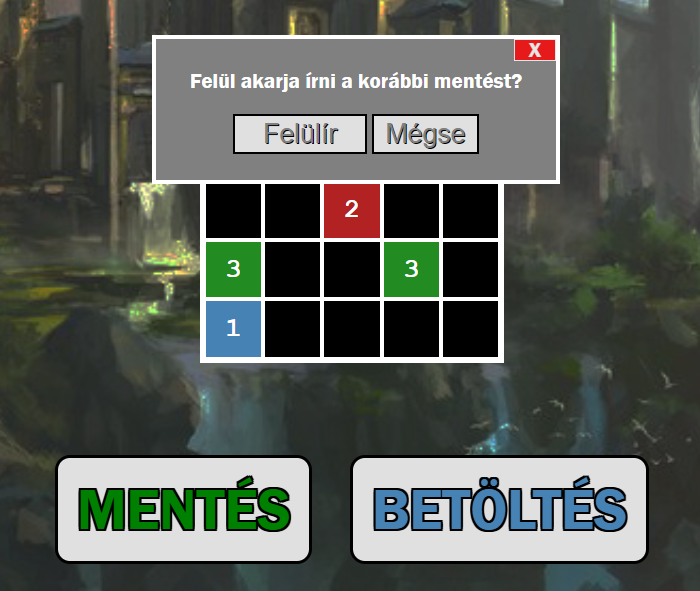 X
Felül akarja írni a korábbi mentést?
Felülír Mégse
2
3 3
1
MENTÉS BETÖLTÉS